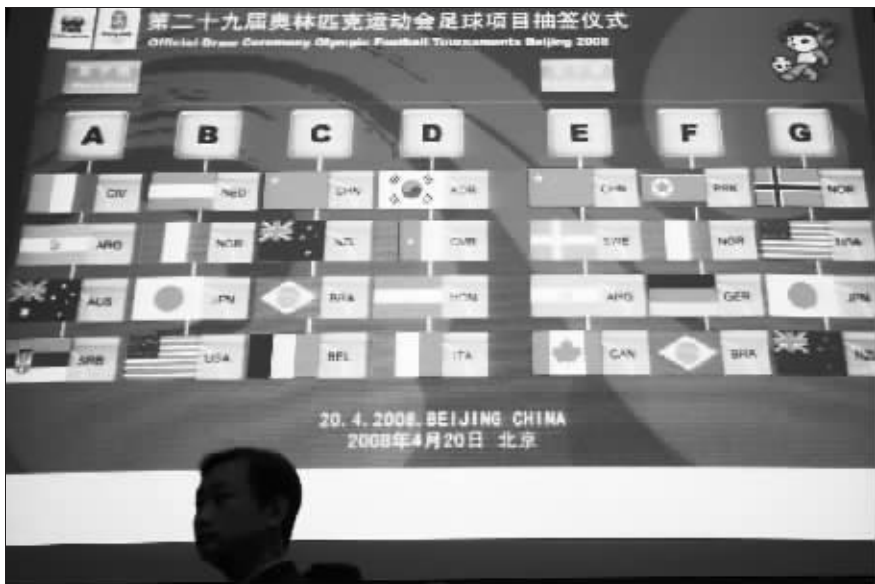 第二十九届奥林匹克运动会足球项目抽签仪式
Official Draw Ceremony Olympic Football Tournaments Beijing 2008
A B C D E F G
CIV NED CHN KOR CHN PRK NOR
ARG NGR NZL CMR SWE NGR USA
AUS JPN BRA HON ARG GER JPN
SRB USA BEL ITA CAN BRA NZL
20.4.2008.BEIJING CHINA
2008年4月20日 北京